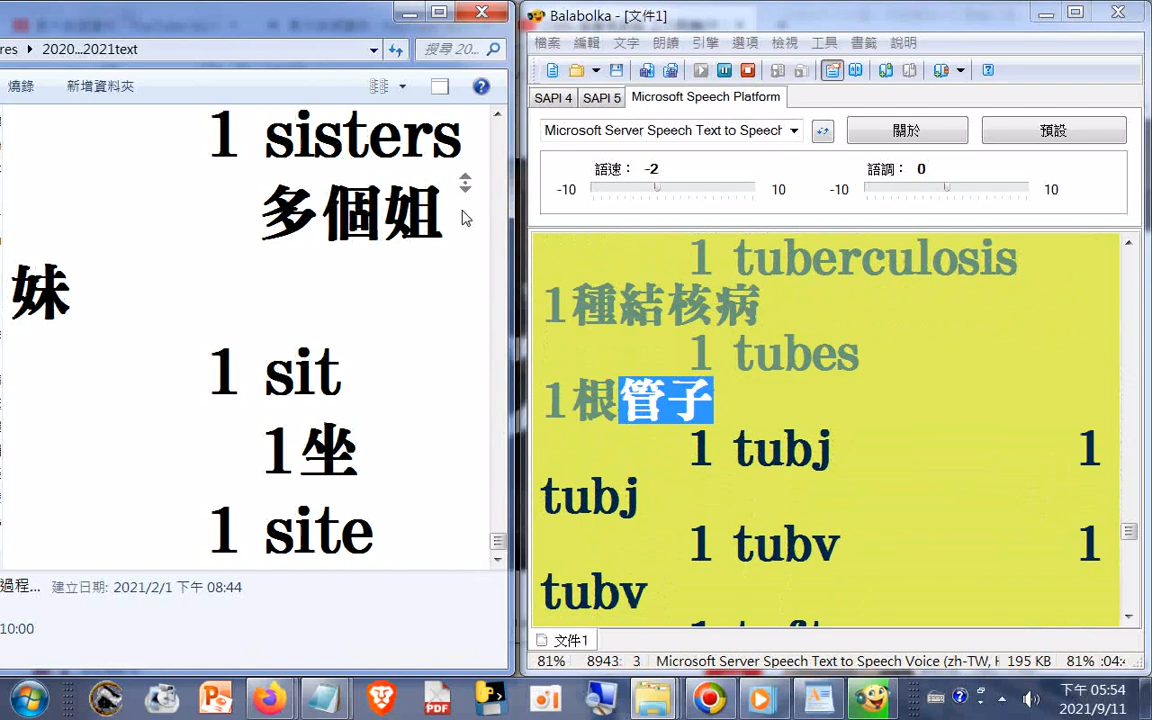 res ▸ 2020...2021text
搜尋 20...
燒錄 新增資料夾
1 sisters
多個姐
妹
1 sit
1坐
1 site
過程... 建立日期: 2021/2/1 下午 08:44
10:00
Balabolka - [文件1]
檔案 編輯 文字 朗讀 引擎 選項 檢視 工具 書籤 說明
SAPI 4 SAPI 5 Microsoft Speech Platform
Microsoft Server Speech Text to Speech
關於 預設
語速： -2 語調： 0
-10 10 -10 10
1 tuberculosis
1種結核病
1 tubes
1根管子
1 tubj 1
tubj
1 tubv 1
tubv
文件1
81% 8943: 3 Microsoft Server Speech Text to Speech Voice (zh-TW, H 195 KB 81% :04:
PDF
下午 05:54
2021/9/11